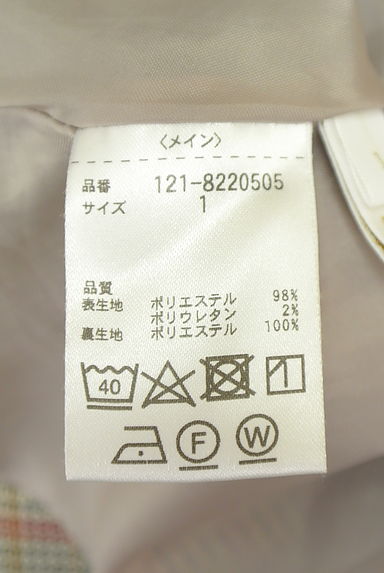 〈メイン〉
品番 121-8220505
サイズ 1
品質
表生地 ポリエステル 98%
ポリウレタン 2%
裏生地 ポリエステル 100%
40
F W